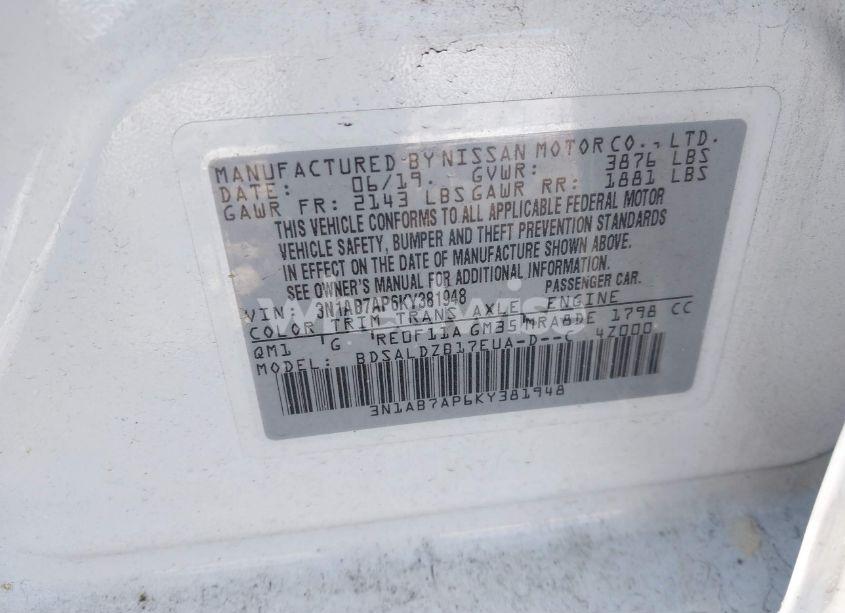 MANUFACTURED BY NISSAN MOTOR CO., LTD.
DATE: 06/19. GVWR: 3876 LBS
GAWR FR: 2143 LBS GAWR RR: 1881 LBS
THIS VEHICLE CONFORMS TO ALL APPLICABLE FEDERAL MOTOR
VEHICLE SAFETY, BUMPER AND THEFT PREVENTION STANDARDS
IN EFFECT ON THE DATE OF MANUFACTURE SHOWN ABOVE.
SEE OWNER'S MANUAL FOR ADDITIONAL INFORMATION.
VIN: 3N1AB7AP6KY381948 PASSENGER CAR.
COLOR TRIM TRANS AXLE ENGINE
QM1 G RE0F11A GM35 MRA8DE 1798 CC
MODEL: BDSALDZB17EUA-D--C 4Z000
3N1AB7AP6KY381948